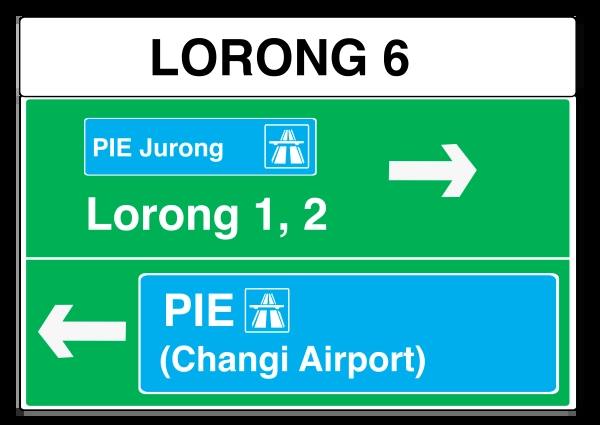 LORONG 6
PIE Jurong
Lorong 1, 2
PIE
(Changi Airport)